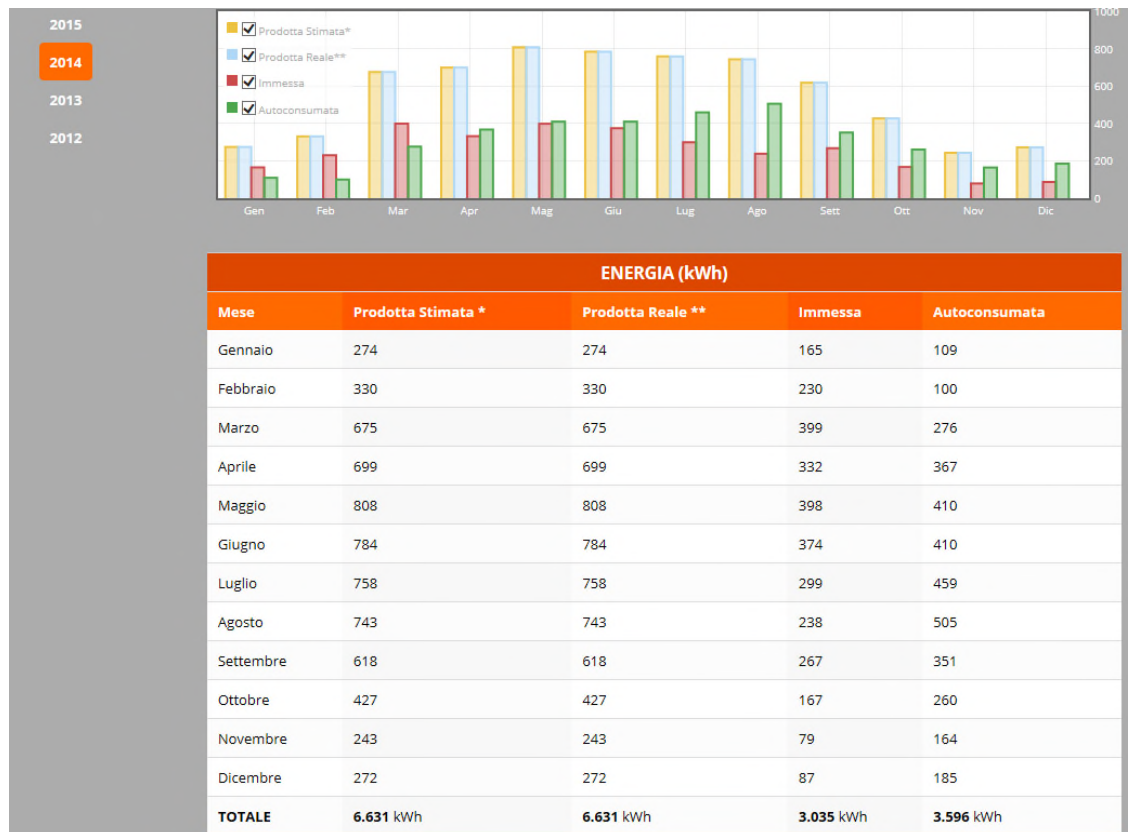 2015
2014
2013
2012
Prodotta Stimata*
Prodotta Reale**
Immessa
Autoconsumata
1000
800
600
400
200
0
Gen Feb Mar Apr Mag Giu Lug Ago Sett Ott Nov Dic
ENERGIA (kWh)
Mese Prodotta Stimata * Prodotta Reale ** Immessa Autoconsumata
Gennaio 274 274 165 109
Febbraio 330 330 230 100
Marzo 675 675 399 276
Aprile 699 699 332 367
Maggio 808 808 398 410
Giugno 784 784 374 410
Luglio 758 758 299 459
Agosto 743 743 238 505
Settembre 618 618 267 351
Ottobre 427 427 167 260
Novembre 243 243 79 164
Dicembre 272 272 87 185
TOTALE 6.631 kWh 6.631 kWh 3.035 kWh 3.596 kWh